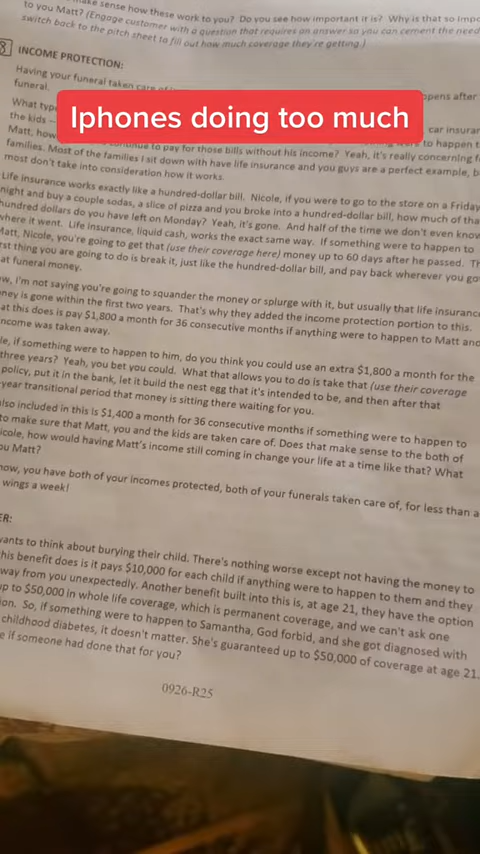 make sense how these work to you? Do you see how important it is? Why is that so impo
to you Matt? (Engage customer with a question that requires an answer so you can cement the need
switch back to the pitch sheet to fill out how much coverage they're getting.)
INCOME PROTECTION:
Having your funeral taken care of
pens after
funeral.
What typ
car insuran
the kids –
to happen t
Matt, how
continue to pay for those bills without his income? Yeah, it's really concerning f
families. Most of the families I sit down with have life insurance and you guys are a perfect example, b
most don't take into consideration how it works.
Iphones doing too much
Life insurance works exactly like a hundred-dollar bill. Nicole, if you were to go to the store on a Friday
night and buy a couple sodas, a slice of pizza and you broke into a hundred-dollar bill, how much of tha
hundred dollars do you have left on Monday? Yeah, it's gone. And half of the time we don't even know
where it went. Life insurance, liquid cash, works the exact same way. If something were to happen to
Matt, Nicole, you're going to get that (use their coverage here) money up to 60 days after he passed. Th
rst thing you are going to do is break it, just like the hundred-dollar bill, and pay back wherever you go
at funeral money.
w, i'm not saying you're going to squander the money or splurge with it, but usually that life insurance
ney is gone within the first two years. That's why they added the income protection portion to this.
at this does is pay $1,800 a month for 36 consecutive months if anything were to happen to Matt and
ncome was taken away.
le, if something were to happen to him, do you think you could use an extra $1,800 a month for the
three years? Yeah, you bet you could. What that allows you to do is take that (use their coverage
policy, put it in the bank, let it build the nest egg that it's intended to be, and then after that
year transitional period that money is sitting there waiting for you.
lso included in this is $1,400 a month for 36 consecutive months if something were to happen to
to make sure that Matt, you and the kids are taken care of. Does that make sense to the both of
icole, how would having Matt's income still coming in change your life at a time like that? What
ou Matt?
now, you have both of your incomes protected, both of your funerals taken care of, for less than a
wings a week!
ER:
wants to think about burying their child. There's nothing worse except not having the money to
his benefit does is it pays $10,000 for each child if anything were to happen to them and they
way from you unexpectedly. Another benefit built into this is, at age 21, they have the option
up to $50,000 in whole life coverage, which is permanent coverage, and we can't ask one
ion. So, if something were to happen to Samantha, God forbid, and she got diagnosed with
childhood diabetes, it doesn't matter. She's guaranteed up to $50,000 of coverage at age 21.
e if someone had done that for you?
0926-R25